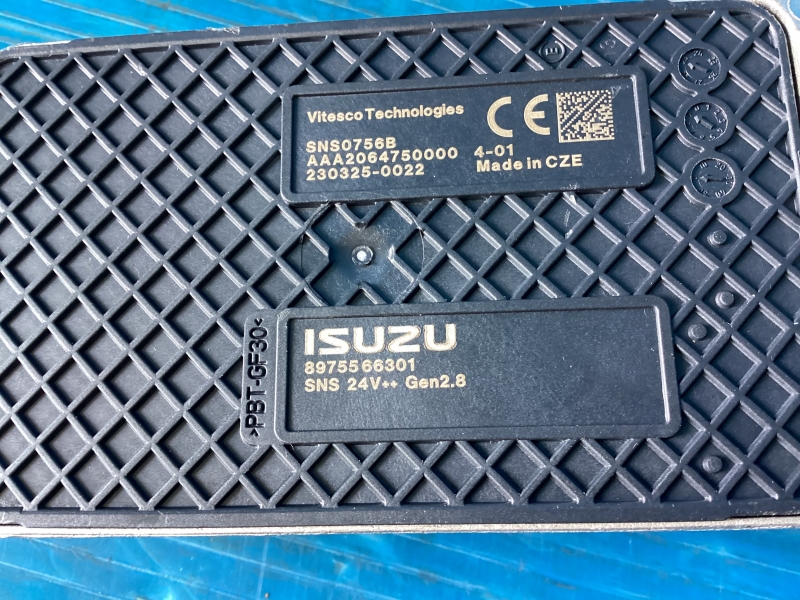 Vitesco Technologies
CE
SNS0756B
AAA2064750000
4-01
230325-0022
Made in CZE
ISUZU
8975566301
SNS 24V++ Gen2.8
>PBT-GF30<